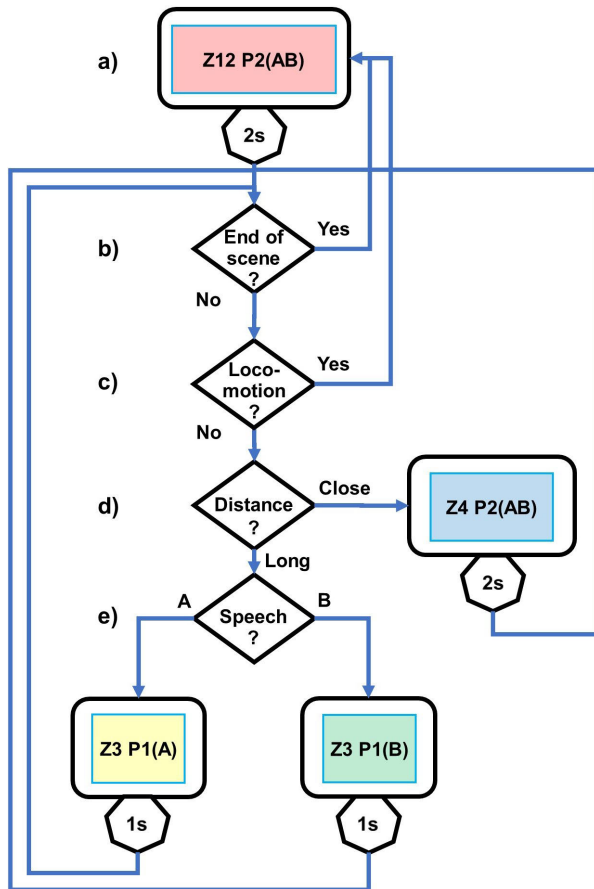 a)
Z12 P2(AB)
2s
b)
End of
scene
?
Yes
No
c)
Loco-
motion
?
Yes
No
d)
Distance
?
Close
Z4 P2(AB)
2s
Long
e)
A
Speech
?
B
Z3 P1(A)
Z3 P1(B)
1s
1s